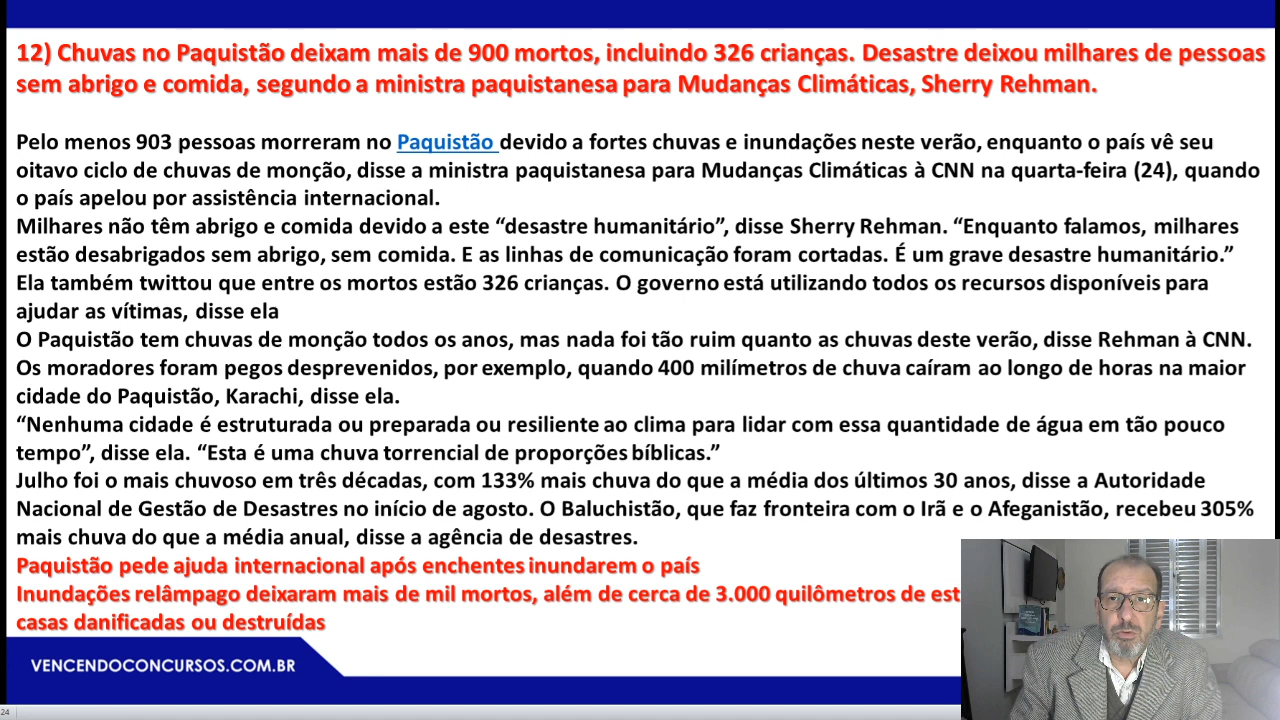 12) Chuvas no Paquistão deixam mais de 900 mortos, incluindo 326 crianças. Desastre deixou milhares de pessoas
sem abrigo e comida, segundo a ministra paquistanesa para Mudanças Climáticas, Sherry Rehman.
Pelo menos 903 pessoas morreram no Paquistão devido a fortes chuvas e inundações neste verão, enquanto o país vê seu
oitavo ciclo de chuvas de monção, disse a ministra paquistanesa para Mudanças Climáticas à CNN na quarta-feira (24), quando
o país apelou por assistência internacional.
Milhares não têm abrigo e comida devido a este “desastre humanitário”, disse Sherry Rehman. “Enquanto falamos, milhares
estão desabrigados sem abrigo, sem comida. E as linhas de comunicação foram cortadas. É um grave desastre humanitário.”
Ela também twittou que entre os mortos estão 326 crianças. O governo está utilizando todos os recursos disponíveis para
ajudar as vítimas, disse ela
O Paquistão tem chuvas de monção todos os anos, mas nada foi tão ruim quanto as chuvas deste verão, disse Rehman à CNN.
Os moradores foram pegos desprevenidos, por exemplo, quando 400 milímetros de chuva caíram ao longo de horas na maior
cidade do Paquistão, Karachi, disse ela.
“Nenhuma cidade é estruturada ou preparada ou resiliente ao clima para lidar com essa quantidade de água em tão pouco
tempo”, disse ela. “Esta é uma chuva torrencial de proporções bíblicas.”
Julho foi o mais chuvoso em três décadas, com 133% mais chuva do que a média dos últimos 30 anos, disse a Autoridade
Nacional de Gestão de Desastres no início de agosto. O Baluchistão, que faz fronteira com o Irã e o Afeganistão, recebeu 305%
mais chuva do que a média anual, disse a agência de desastres.
Paquistão pede ajuda internacional após enchentes inundarem o país
Inundações relâmpago deixaram mais de mil mortos, além de cerca de 3.000 quilômetros de est
casas danificadas ou destruídas
VENCENDOCONCURSOS.COM.BR
24